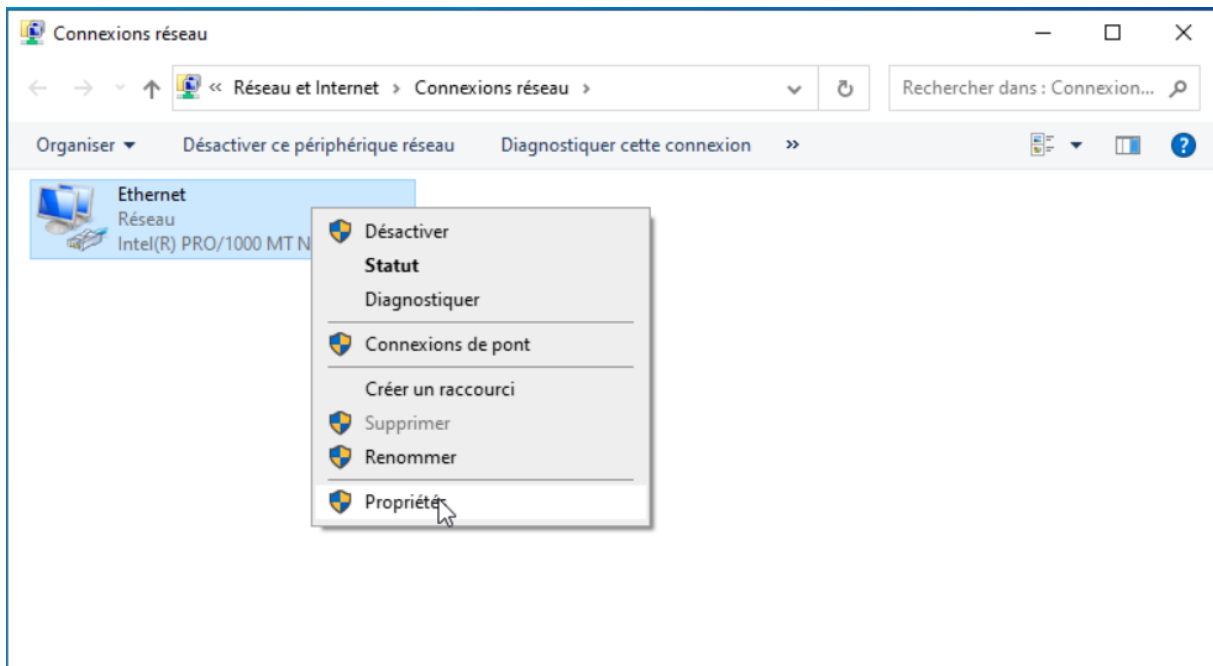 Connexions réseau
« Réseau et Internet > Connexions réseau >
Rechercher dans : Connexion...
Organiser
Désactiver ce périphérique réseau
Diagnostiquer cette connexion
»
?
Ethernet
Réseau
Intel(R) PRO/1000 MT N
Désactiver
Statut
Diagnostiquer
Connexions de pont
Créer un raccourci
Supprimer
Renommer
Propriétés